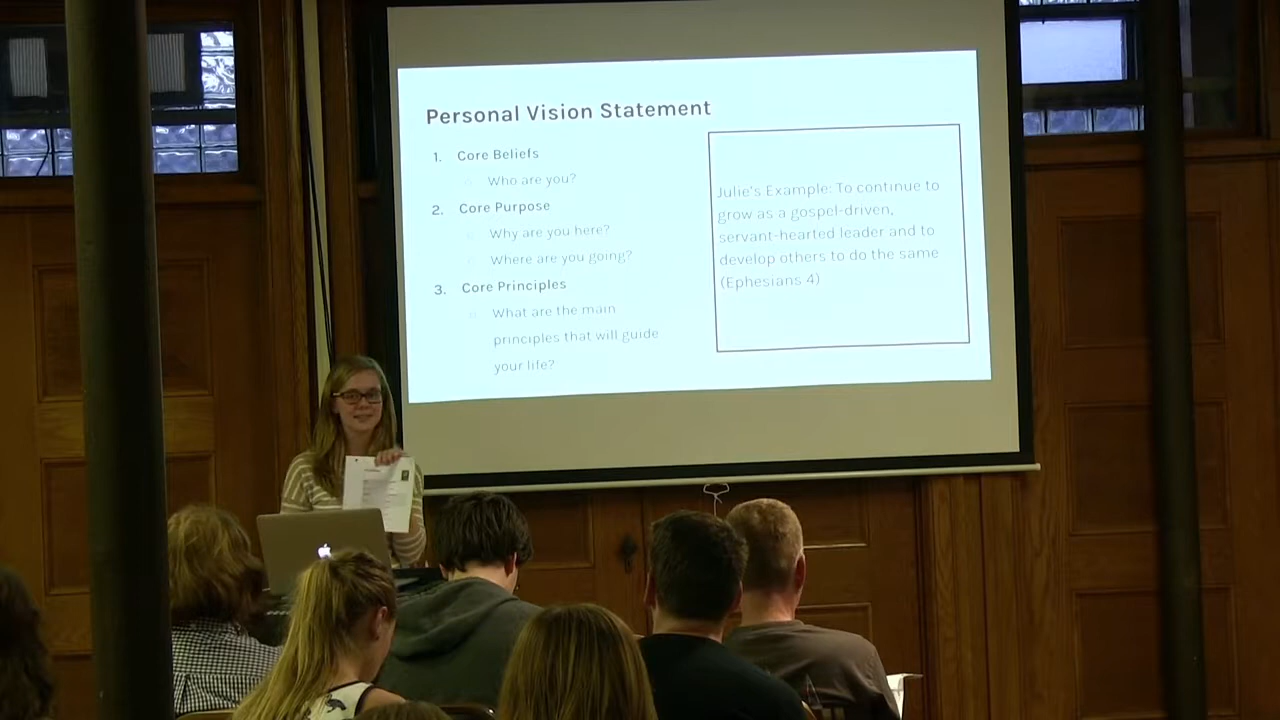 Personal Vision Statement
1. Core Beliefs
Who are you?
2. Core Purpose
Why are you here?
Where are you going?
3. Core Principles
What are the main
principles that will guide
your life?
Julie's Example: To continue to
grow as a gospel-driven,
servant-hearted leader and to
develop others to do the same
(Ephesians 4)